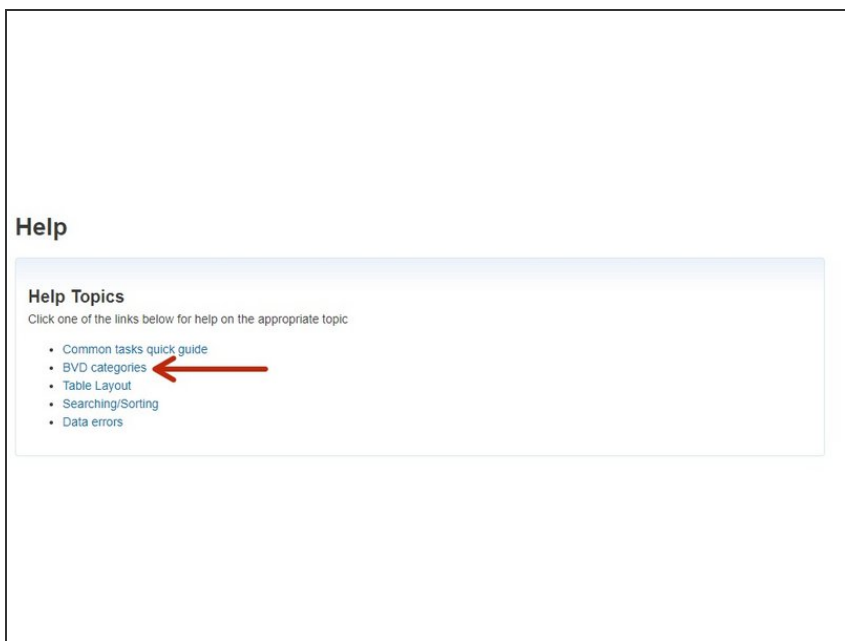 Help
Help Topics
Click one of the links below for help on the appropriate topic
Common tasks quick guide
BVD categories
Table Layout
Searching/Sorting
Data errors